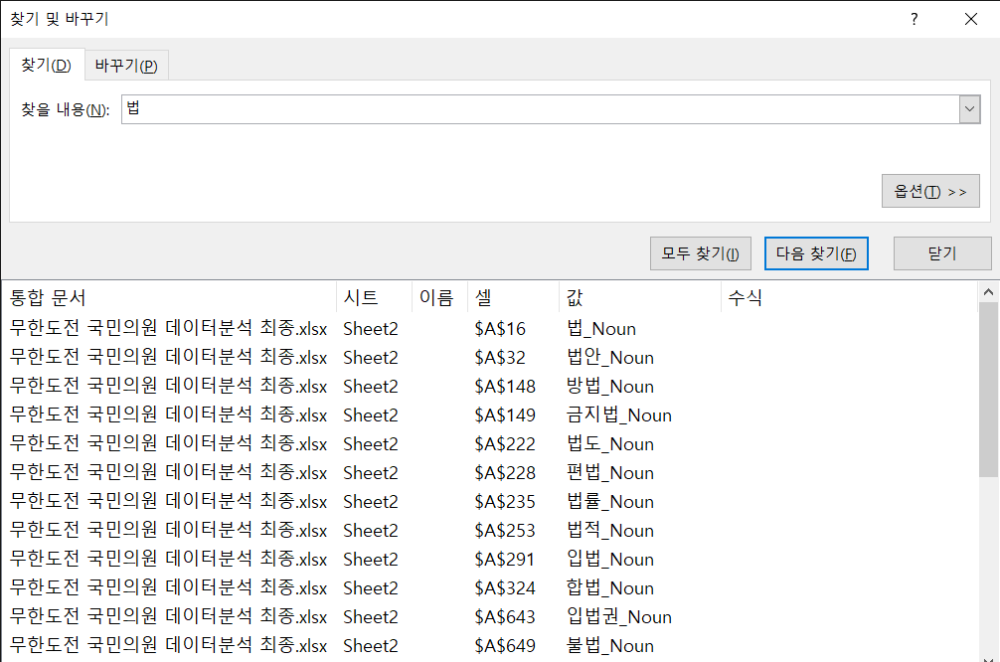 찾기 및 바꾸기
찾기(D) 바꾸기(P)
찾을 내용(N): 법
옵션(T) >>
모두 찾기(I) 다음 찾기(F) 닫기
통합 문서 시트 이름 셀 값 수식
무한도전 국민의원 데이터분석 최종.xlsx Sheet2 $A$16 법_Noun
무한도전 국민의원 데이터분석 최종.xlsx Sheet2 $A$32 법안_Noun
무한도전 국민의원 데이터분석 최종.xlsx Sheet2 $A$148 방법_Noun
무한도전 국민의원 데이터분석 최종.xlsx Sheet2 $A$149 금지법_Noun
무한도전 국민의원 데이터분석 최종.xlsx Sheet2 $A$222 법도_Noun
무한도전 국민의원 데이터분석 최종.xlsx Sheet2 $A$228 편법_Noun
무한도전 국민의원 데이터분석 최종.xlsx Sheet2 $A$235 법률_Noun
무한도전 국민의원 데이터분석 최종.xlsx Sheet2 $A$253 법적_Noun
무한도전 국민의원 데이터분석 최종.xlsx Sheet2 $A$291 입법_Noun
무한도전 국민의원 데이터분석 최종.xlsx Sheet2 $A$324 합법_Noun
무한도전 국민의원 데이터분석 최종.xlsx Sheet2 $A$643 입법권_Noun
무한도전 국민의원 데이터분석 최종.xlsx Sheet2 $A$649 불법_Noun